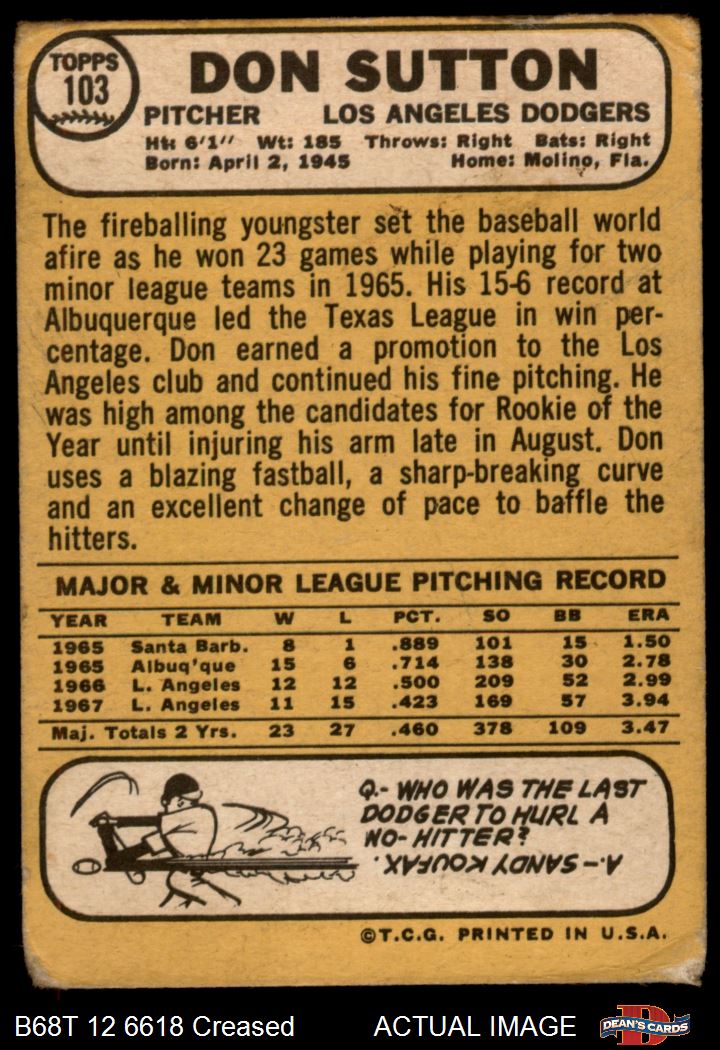 TOPPS
103
DON SUTTON
PITCHER LOS ANGELES DODGERS
Ht: 6'1" Wt: 185 Throws: Right Bats: Right
Born: April 2, 1945 Home: Molino, Fla.
The fireballing youngster set the baseball world
afire as he won 23 games while playing for two
minor league teams in 1965. His 15-6 record at
Albuquerque led the Texas League in win per-
centage. Don earned a promotion to the Los
Angeles club and continued his fine pitching. He
was high among the candidates for Rookie of the
Year until injuring his arm late in August. Don
uses a blazing fastball, a sharp-breaking curve
and an excellent change of pace to baffle the
hitters.
MAJOR & MINOR LEAGUE PITCHING RECORD
YEAR TEAM W L PCT. SO BB ERA
1965 Santa Barb. 8 1 .889 101 15 1.50
1965 Albuq'que 15 6 .714 138 30 2.78
1966 L. Angeles 12 12 .500 209 52 2.99
1967 L. Angeles 11 15 .423 169 57 3.94
Maj. Totals 2 Yrs. 23 27 .460 378 109 3.47
Q.- WHO WAS THE LAST
DODGER TO HURL A
NO-HITTER?
A.- SANDY KOUFAX.
©T.C.G. PRINTED IN U.S.A.
B68T 12 6618 Creased ACTUAL IMAGE
D
DEAN'S CARDS